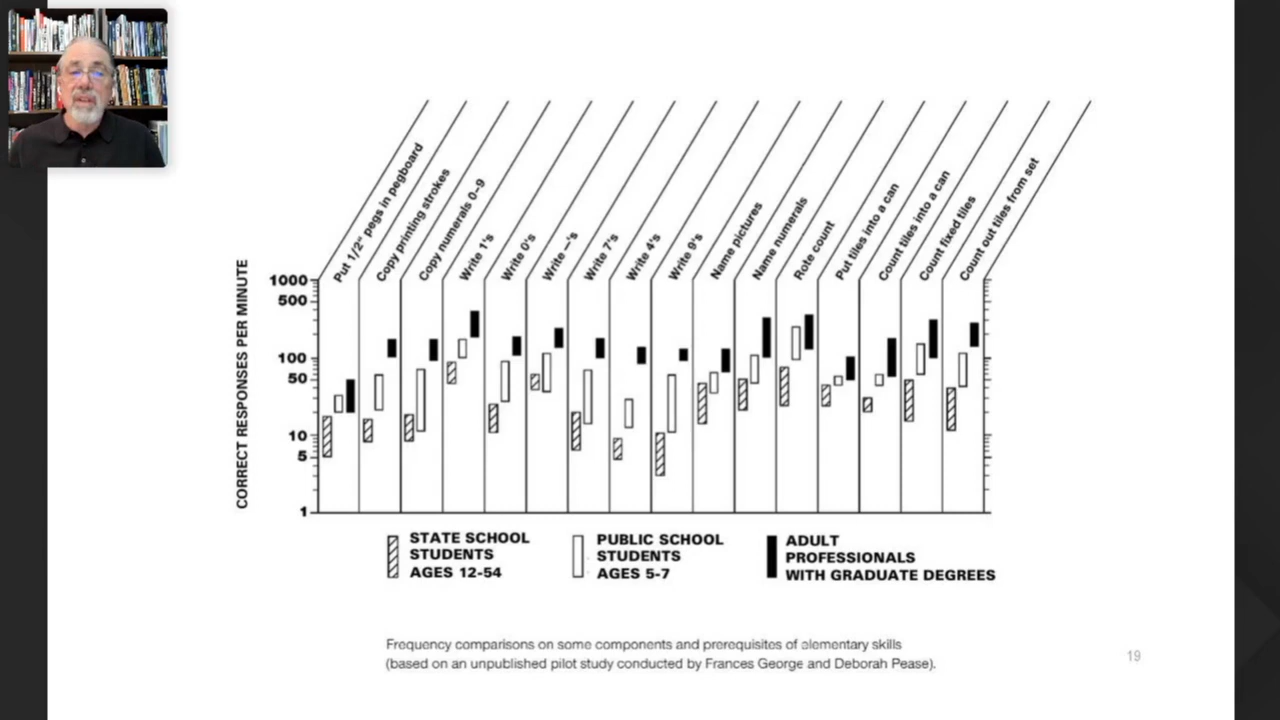 Put 1/2" pegs in pegboard
Copy printing strokes
Copy numerals 0-9
Write 1's
Write 0's
Write —'s
Write 7's
Write 4's
Write 9's
Name pictures
Name numerals
Rote count
Put tiles into a can
Count tiles into a can
Count fixed tiles
Count out tiles from set
CORRECT RESPONSES PER MINUTE
1000
500
100
50
10
5
1
STATE SCHOOL
STUDENTS
AGES 12-54
PUBLIC SCHOOL
STUDENTS
AGES 5-7
ADULT
PROFESSIONALS
WITH GRADUATE DEGREES
Frequency comparisons on some components and prerequisites of elementary skills
(based on an unpublished pilot study conducted by Frances George and Deborah Pease).
19